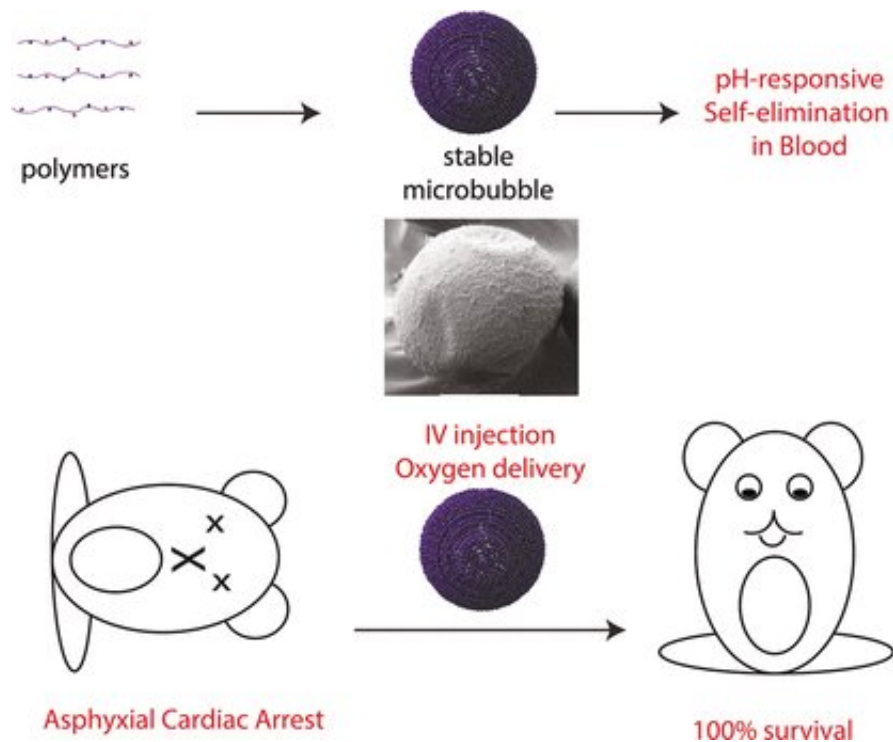 polymers
stable
microbubble
pH-responsive
Self-elimination
in Blood
IV injection
Oxygen delivery
Asphyxial Cardiac Arrest
100% survival